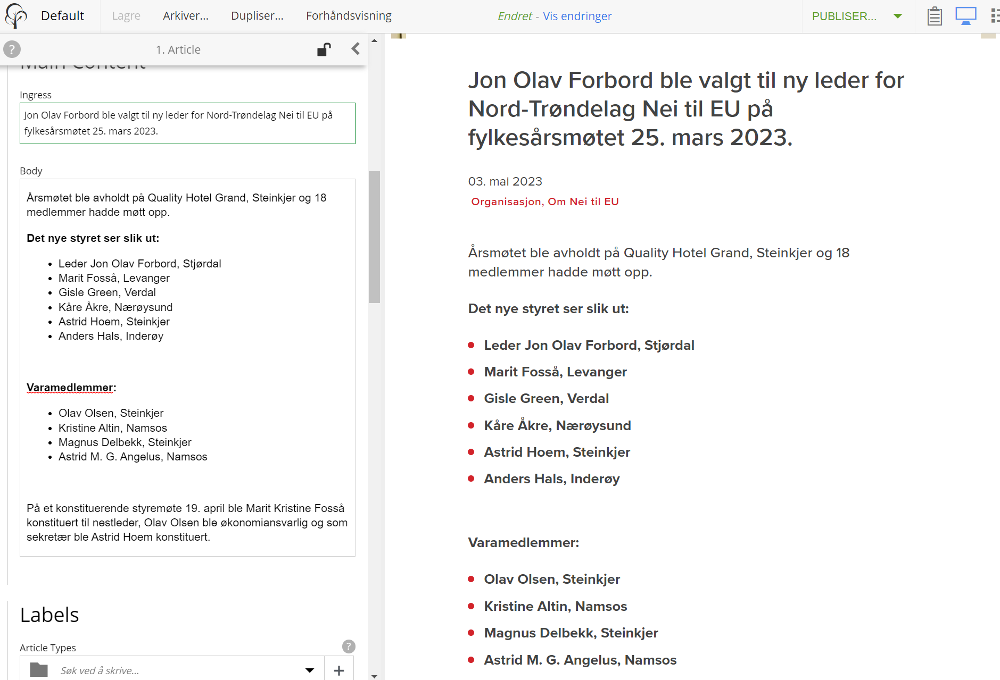 Default
Lagre
Arkiver...
Dupliser...
Forhåndsvisning
Endret - Vis endringer
PUBLISER...
?
1. Article
Main Content
Ingress
Jon Olav Forbord ble valgt til ny leder for Nord-Trøndelag Nei til EU på
fylkesårsmøtet 25. mars 2023.
Body
Årsmøtet ble avholdt på Quality Hotel Grand, Steinkjer og 18
medlemmer hadde møtt opp.
Det nye styret ser slik ut:
• Leder Jon Olav Forbord, Stjørdal
• Marit Fosså, Levanger
• Gisle Green, Verdal
• Kåre Åkre, Nærøysund
• Astrid Hoem, Steinkjer
• Anders Hals, Inderøy
Varamedlemmer:
• Olav Olsen, Steinkjer
• Kristine Altin, Namsos
• Magnus Delbekk, Steinkjer
• Astrid M. G. Angelus, Namsos
På et konstituerende styremøte 19. april ble Marit Kristine Fosså
konstituert til nestleder, Olav Olsen ble økonomiansvarlig og som
sekretær ble Astrid Hoem konstituert.
Labels
Article Types
?
Søk ved å skrive...
+
Jon Olav Forbord ble valgt til ny leder for
Nord-Trøndelag Nei til EU på
fylkesårsmøtet 25. mars 2023.
03. mai 2023
Organisasjon, Om Nei til EU
Årsmøtet ble avholdt på Quality Hotel Grand, Steinkjer og 18
medlemmer hadde møtt opp.
Det nye styret ser slik ut:
• Leder Jon Olav Forbord, Stjørdal
• Marit Fosså, Levanger
• Gisle Green, Verdal
• Kåre Åkre, Nærøysund
• Astrid Hoem, Steinkjer
• Anders Hals, Inderøy
Varamedlemmer:
• Olav Olsen, Steinkjer
• Kristine Altin, Namsos
• Magnus Delbekk, Steinkjer
• Astrid M. G. Angelus, Namsos